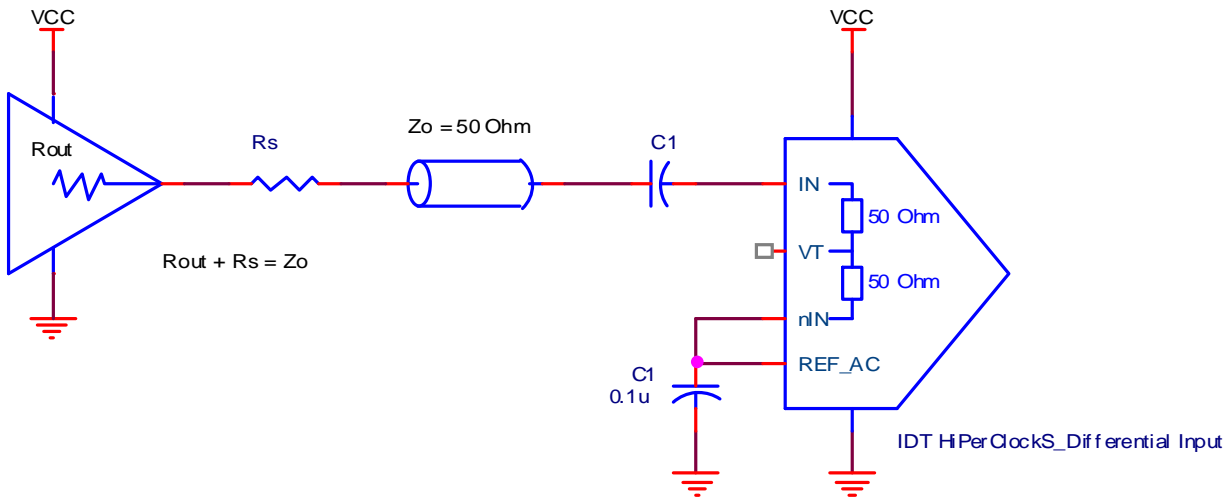 VCC
VCC
Rout
Rs
Zo = 50 Ohm
C1
IN
50 Ohm
VT
Rout + Rs = Zo
50 Ohm
nIN
REF_AC
C1
0.1u
IDT HiPerClockS_Differential Input